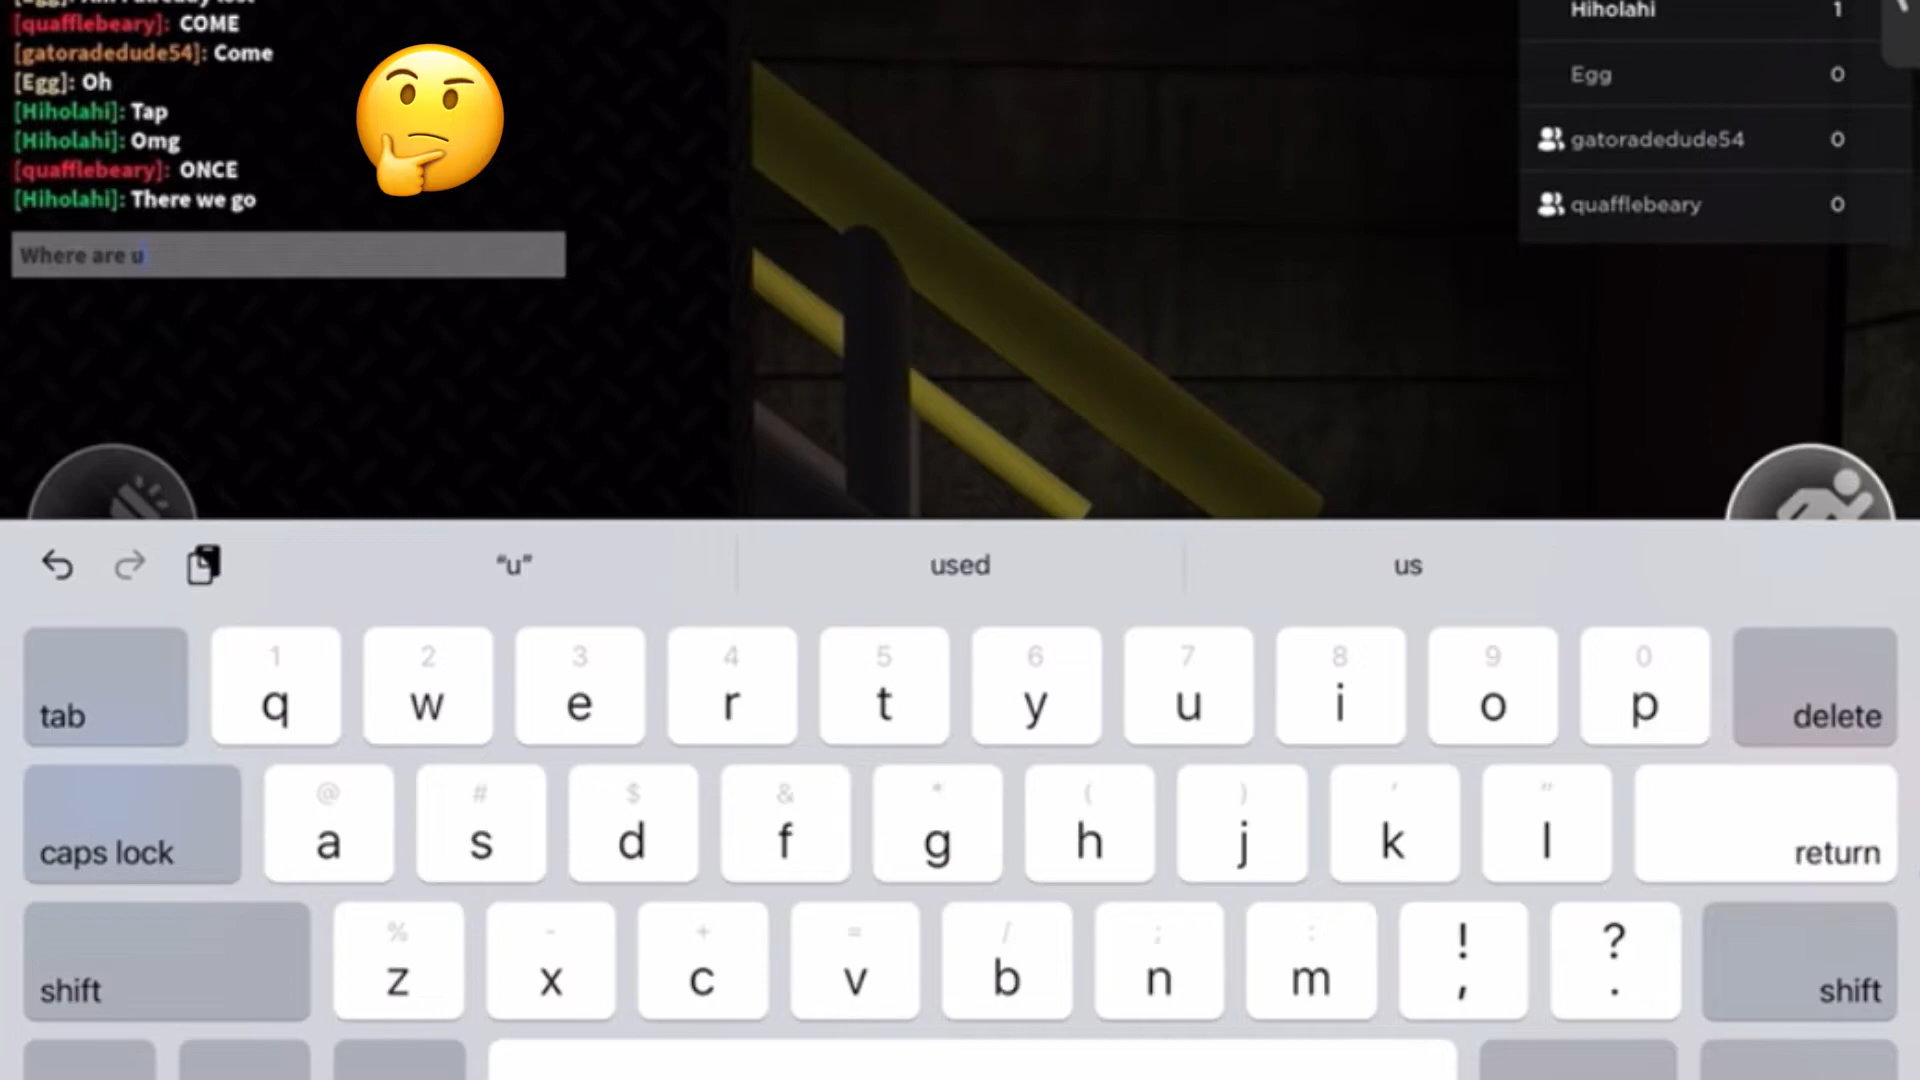 [quafflebeary]: COME
[gatoradedude54]: Come
[Egg]: Oh
[Hiholahi]: Tap
[Hiholahi]: Omg
[quafflebeary]: ONCE
[Hiholahi]: There we go
Where are u
Hiholahi 1
Egg 0
gatoradedude54 0
quafflebeary 0
“u” used us
1 2 3 4 5 6 7 8 9 0
tab q w e r t y u i o p delete
@ # $ & * ( ) ' "
caps lock a s d f g h j k l return
% - + = / ; : ! ?
shift z x c v b n m , . shift